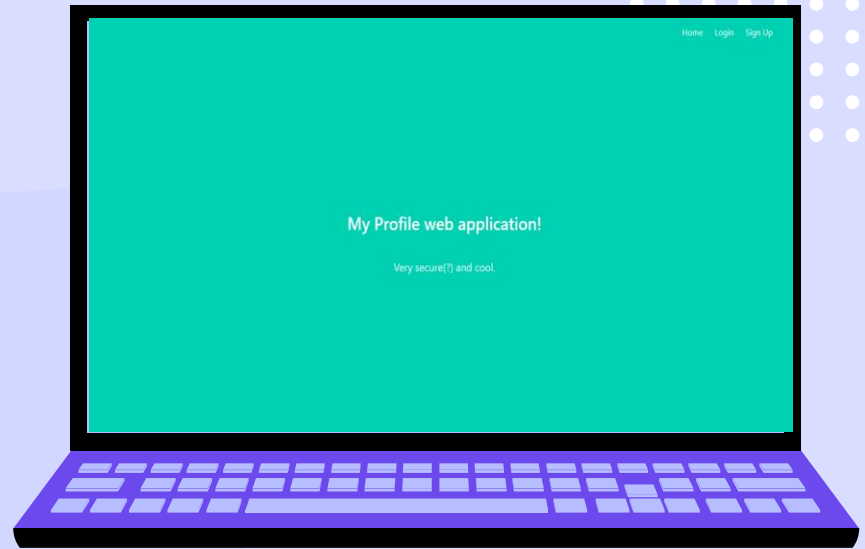 Home Login Sign Up
My Profile web application!
Very secure(?) and cool.